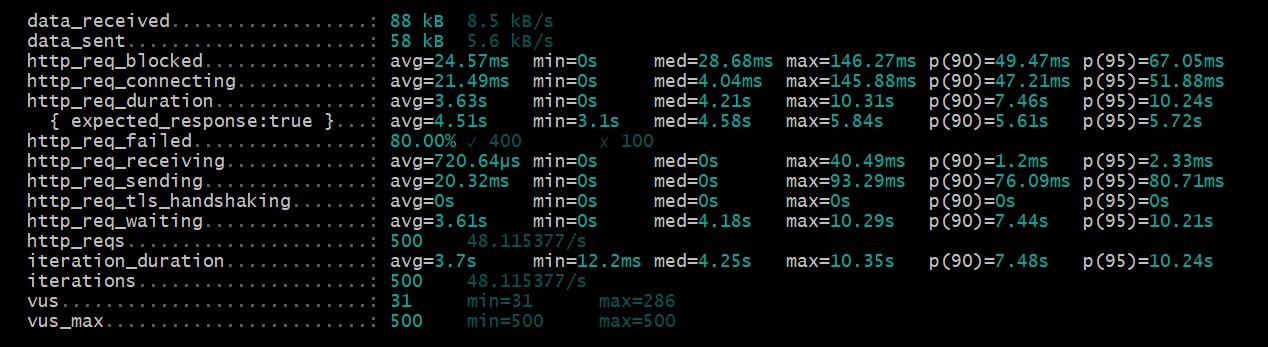 data_received..................: 88 kB 8.5 kB/s
data_sent.......................: 58 kB 5.6 kB/s
http_req_blocked................: avg=24.57ms min=0s med=28.68ms max=146.27ms p(90)=49.47ms p(95)=67.05ms
http_req_connecting.............: avg=21.49ms min=0s med=4.04ms max=145.88ms p(90)=47.21ms p(95)=51.88ms
http_req_duration...............: avg=3.63s min=0s med=4.21s max=10.31s p(90)=7.46s p(95)=10.24s
{ expected_response:true }...: avg=4.51s min=3.1s med=4.58s max=5.84s p(90)=5.61s p(95)=5.72s
http_req_failed.................: 80.00% ✓ 400 ✗ 100
http_req_receiving..............: avg=720.64µs min=0s med=0s max=40.49ms p(90)=1.2ms p(95)=2.33ms
http_req_sending................: avg=20.32ms min=0s med=0s max=93.29ms p(90)=76.09ms p(95)=80.71ms
http_req_tls_handshaking.......: avg=0s min=0s med=0s max=0s p(90)=0s p(95)=0s
http_req_waiting................: avg=3.61s min=0s med=4.18s max=10.29s p(90)=7.44s p(95)=10.21s
http_reqs.......................: 500 48.115377/s
iteration_duration..............: avg=3.7s min=12.2ms med=4.25s max=10.35s p(90)=7.48s p(95)=10.24s
iterations......................: 500 48.115377/s
vus.............................: 31 min=31 max=286
vus_max.........................: 500 min=500 max=500